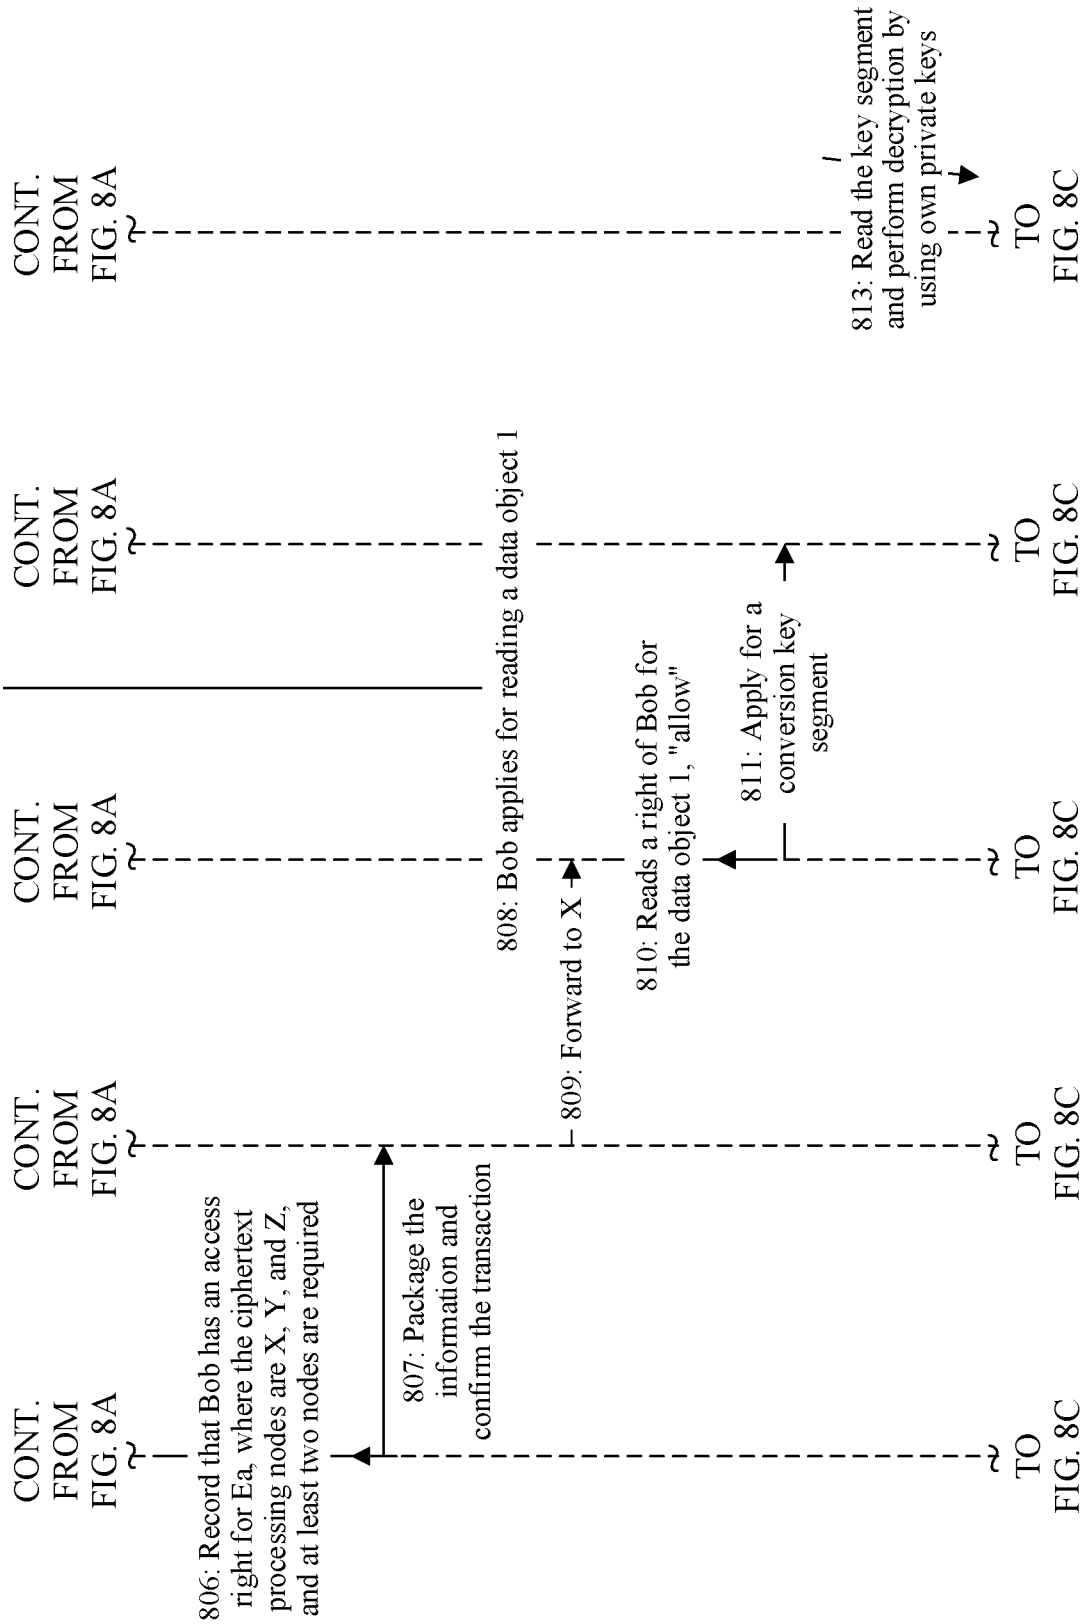 CONT.
FROM
FIG. 8A
CONT.
FROM
FIG. 8A
CONT.
FROM
FIG. 8A
CONT.
FROM
FIG. 8A
CONT.
FROM
FIG. 8A
806: Record that Bob has an access
right for Ea, where the ciphertext
processing nodes are X, Y, and Z,
and at least two nodes are required
807: Package the
information and
confirm the transaction
808: Bob applies for reading a data object 1
809: Forward to X
810: Reads a right of Bob for
the data object 1, "allow"
811: Apply for a
conversion key
segment
813: Read the key segment
and perform decryption by
using own private keys
TO
FIG. 8C
TO
FIG. 8C
TO
FIG. 8C
TO
FIG. 8C
TO
FIG. 8C